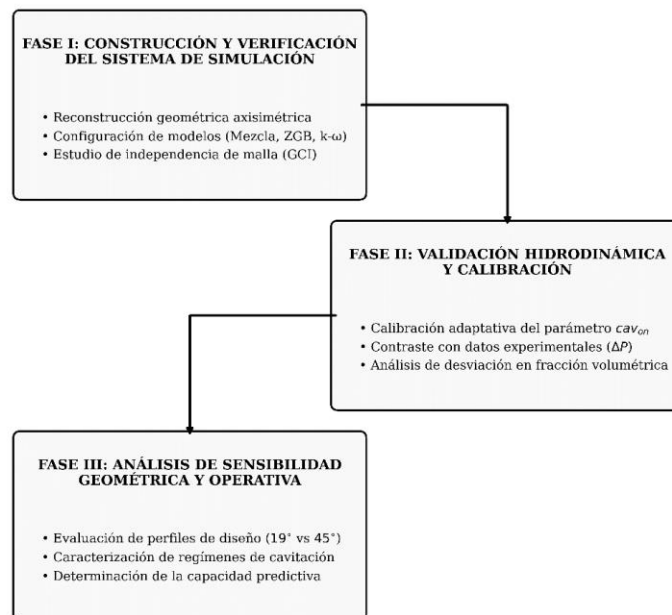 FASE I: CONSTRUCCIÓN Y VERIFICACIÓN
DEL SISTEMA DE SIMULACIÓN
• Reconstrucción geométrica axisimétrica
• Configuración de modelos (Mezcla, ZGB, k-ω)
• Estudio de independencia de malla (GCI)
FASE II: VALIDACIÓN HIDRODINÁMICA
Y CALIBRACIÓN
• Calibración adaptativa del parámetro cav_on
• Contraste con datos experimentales (ΔP)
• Análisis de desviación en fracción volumétrica
FASE III: ANÁLISIS DE SENSIBILIDAD
GEOMÉTRICA Y OPERATIVA
• Evaluación de perfiles de diseño (19° vs 45°)
• Caracterización de regímenes de cavitación
• Determinación de la capacidad predictiva